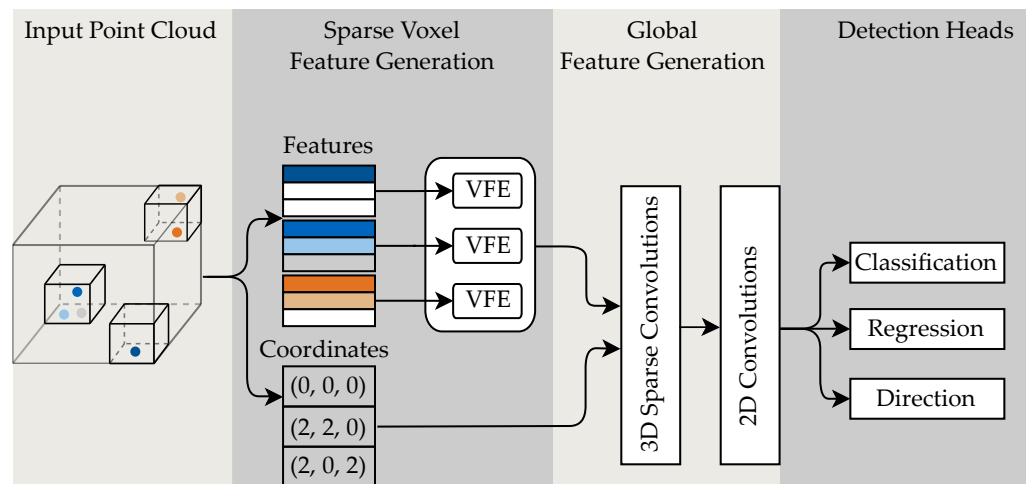 Input Point Cloud
Sparse Voxel
Feature Generation
Global
Feature Generation
Detection Heads
Features
VFE
VFE
VFE
Coordinates
(0, 0, 0)
(2, 2, 0)
(2, 0, 2)
3D Sparse Convolutions
2D Convolutions
Classification
Regression
Direction